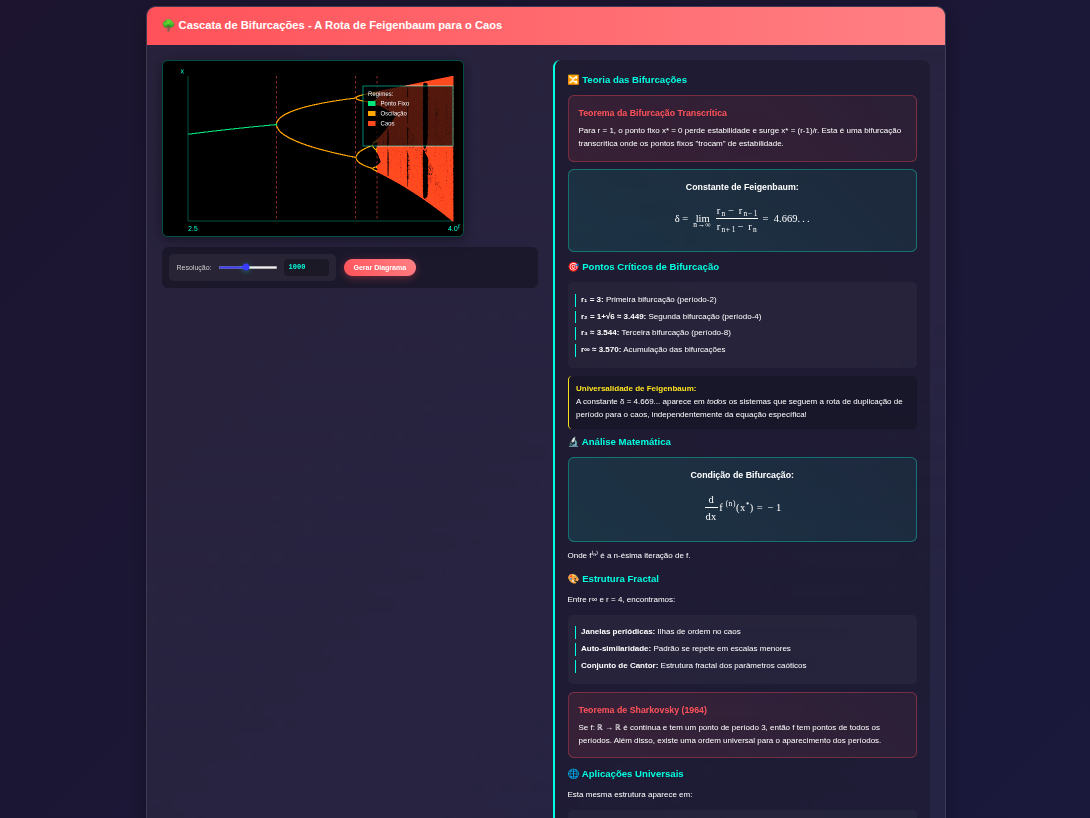 🌳 Cascata de Bifurcações - A Rota de Feigenbaum para o Caos
x
Regimes:
Ponto Fixo
Oscilação
Caos
2.5
4.0
r
Resolução:
1000
Gerar Diagrama
🔀 Teoria das Bifurcações
Teorema da Bifurcação Transcrítica
Para r = 1, o ponto fixo x* = 0 perde estabilidade e surge x* = (r-1)/r. Esta é uma bifurcação
transcrítica onde os pontos fixos "trocam" de estabilidade.
Constante de Feigenbaum:
δ = lim n→∞ (r_n − r_{n−1}) / (r_{n+1} − r_n) = 4.669...
🎯 Pontos Críticos de Bifurcação
r₁ = 3: Primeira bifurcação (período-2)
r₂ = 1+√6 ≈ 3.449: Segunda bifurcação (período-4)
r₃ ≈ 3.544: Terceira bifurcação (período-8)
r∞ ≈ 3.570: Acumulação das bifurcações
Universalidade de Feigenbaum:
A constante δ = 4.669... aparece em todos os sistemas que seguem a rota de duplicação de
período para o caos, independentemente da equação específica!
🔬 Análise Matemática
Condição de Bifurcação:
d/dx f⁽ⁿ⁾(x*) = −1
Onde f⁽ⁿ⁾ é a n-ésima iteração de f.
🎨 Estrutura Fractal
Entre r∞ e r = 4, encontramos:
Janelas periódicas: Ilhas de ordem no caos
Auto-similaridade: Padrão se repete em escalas menores
Conjunto de Cantor: Estrutura fractal dos parâmetros caóticos
Teorema de Sharkovsky (1964)
Se f: ℝ → ℝ é contínua e tem um ponto de período 3, então f tem pontos de todos os
períodos. Além disso, existe uma ordem universal para o aparecimento dos períodos.
🌐 Aplicações Universais
Esta mesma estrutura aparece em: